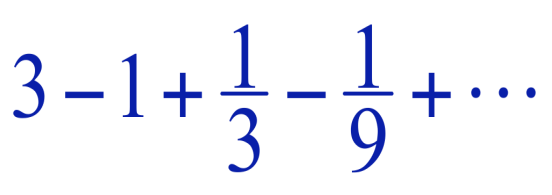 3 − 1 + 1/3 − 1/9 + ⋯